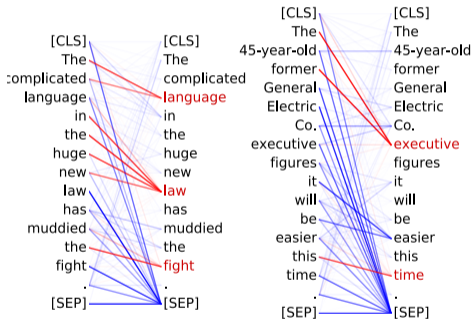 [CLS]
The
complicated
language
in
the
huge
new
law
has
muddied
the
fight
.
[SEP]
[CLS]
The
complicated
language
in
the
huge
new
law
has
muddied
the
fight
.
[SEP]
[CLS]
The
45-year-old
former
General
Electric
Co.
executive
figures
it
will
be
easier
this
time
.
[SEP]
[CLS]
The
45-year-old
former
General
Electric
Co.
executive
figures
it
will
be
easier
this
time
.
[SEP]